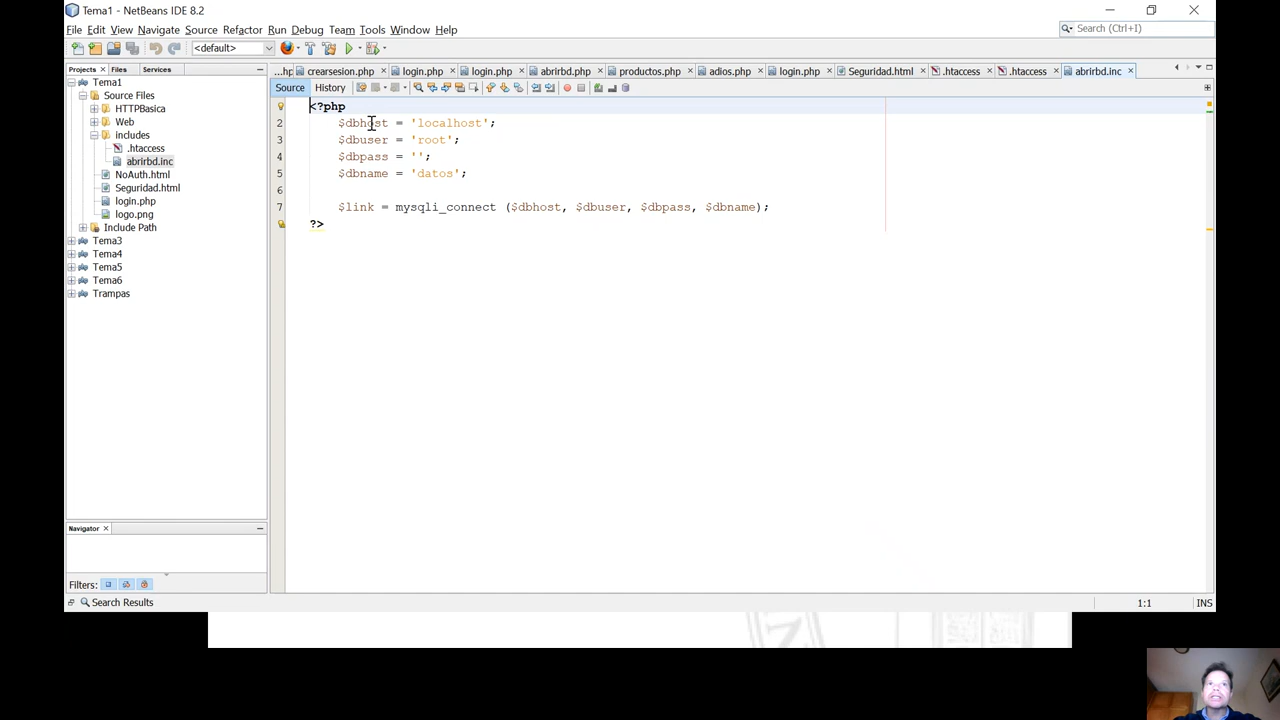 Tema1 - NetBeans IDE 8.2
File Edit View Navigate Source Refactor Run Debug Team Tools Window Help
Search (Ctrl+I)
<default>
Projects Files Services
...hp crearsesion.php login.php login.php abrirbd.php productos.php adios.php login.php Seguridad.html .htaccess .htaccess abrirbd.inc
Source History
Tema1
Source Files
HTTPBasica
Web
includes
.htaccess
abrirbd.inc
NoAuth.html
Seguridad.html
login.php
logo.png
Include Path
Tema3
Tema4
Tema5
Tema6
Trampas
<?php
2 $dbhost = 'localhost';
3 $dbuser = 'root';
4 $dbpass = '';
5 $dbname = 'datos';
6
7 $link = mysqli_connect ($dbhost, $dbuser, $dbpass, $dbname);
?>
Navigator
Filters:
Search Results
1:1 INS